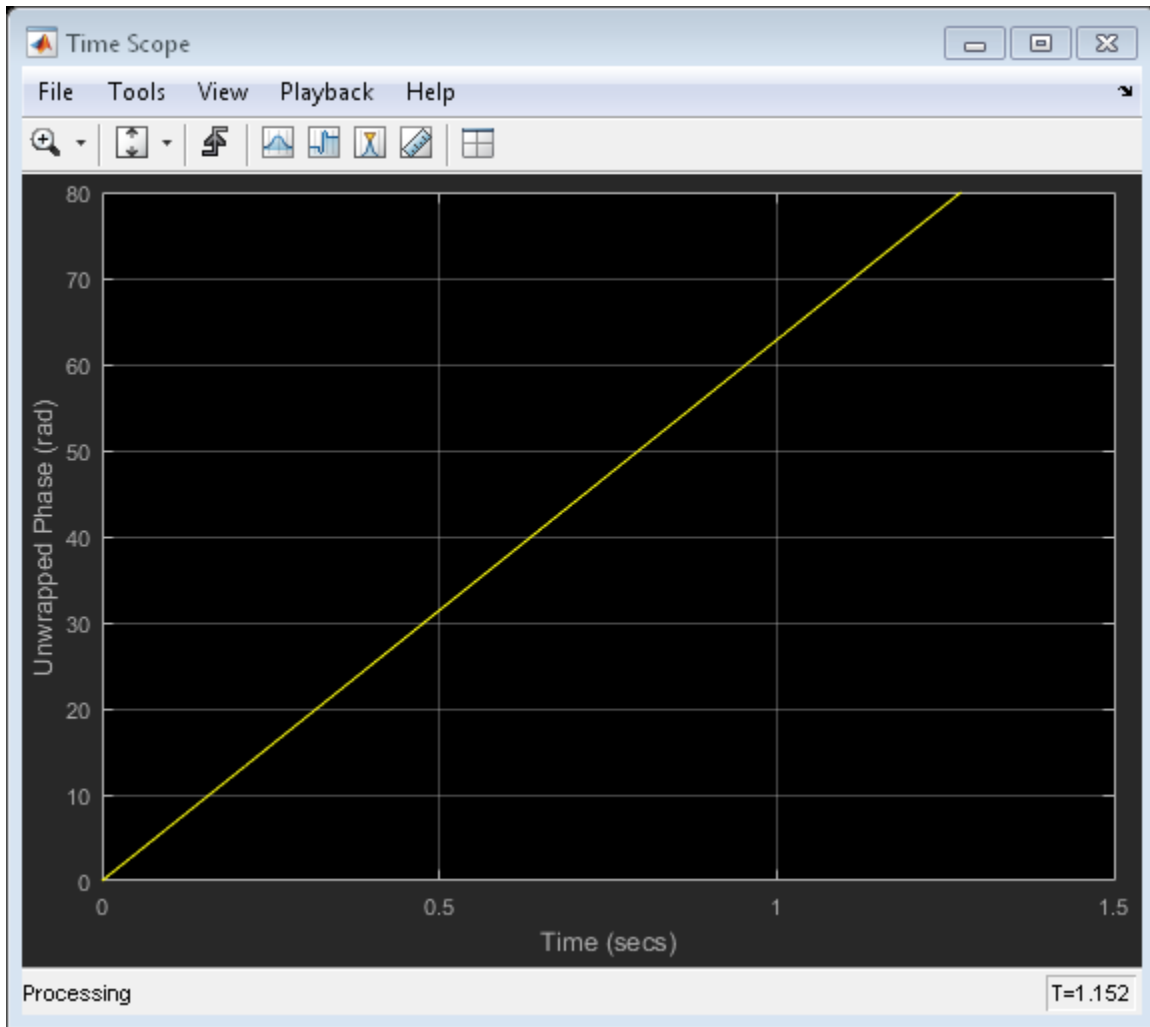 Time Scope
File Tools View Playback Help
80
70
60
50
40
30
20
10
0
Unwrapped Phase (rad)
0 0.5 1 1.5
Time (secs)
Processing T=1.152